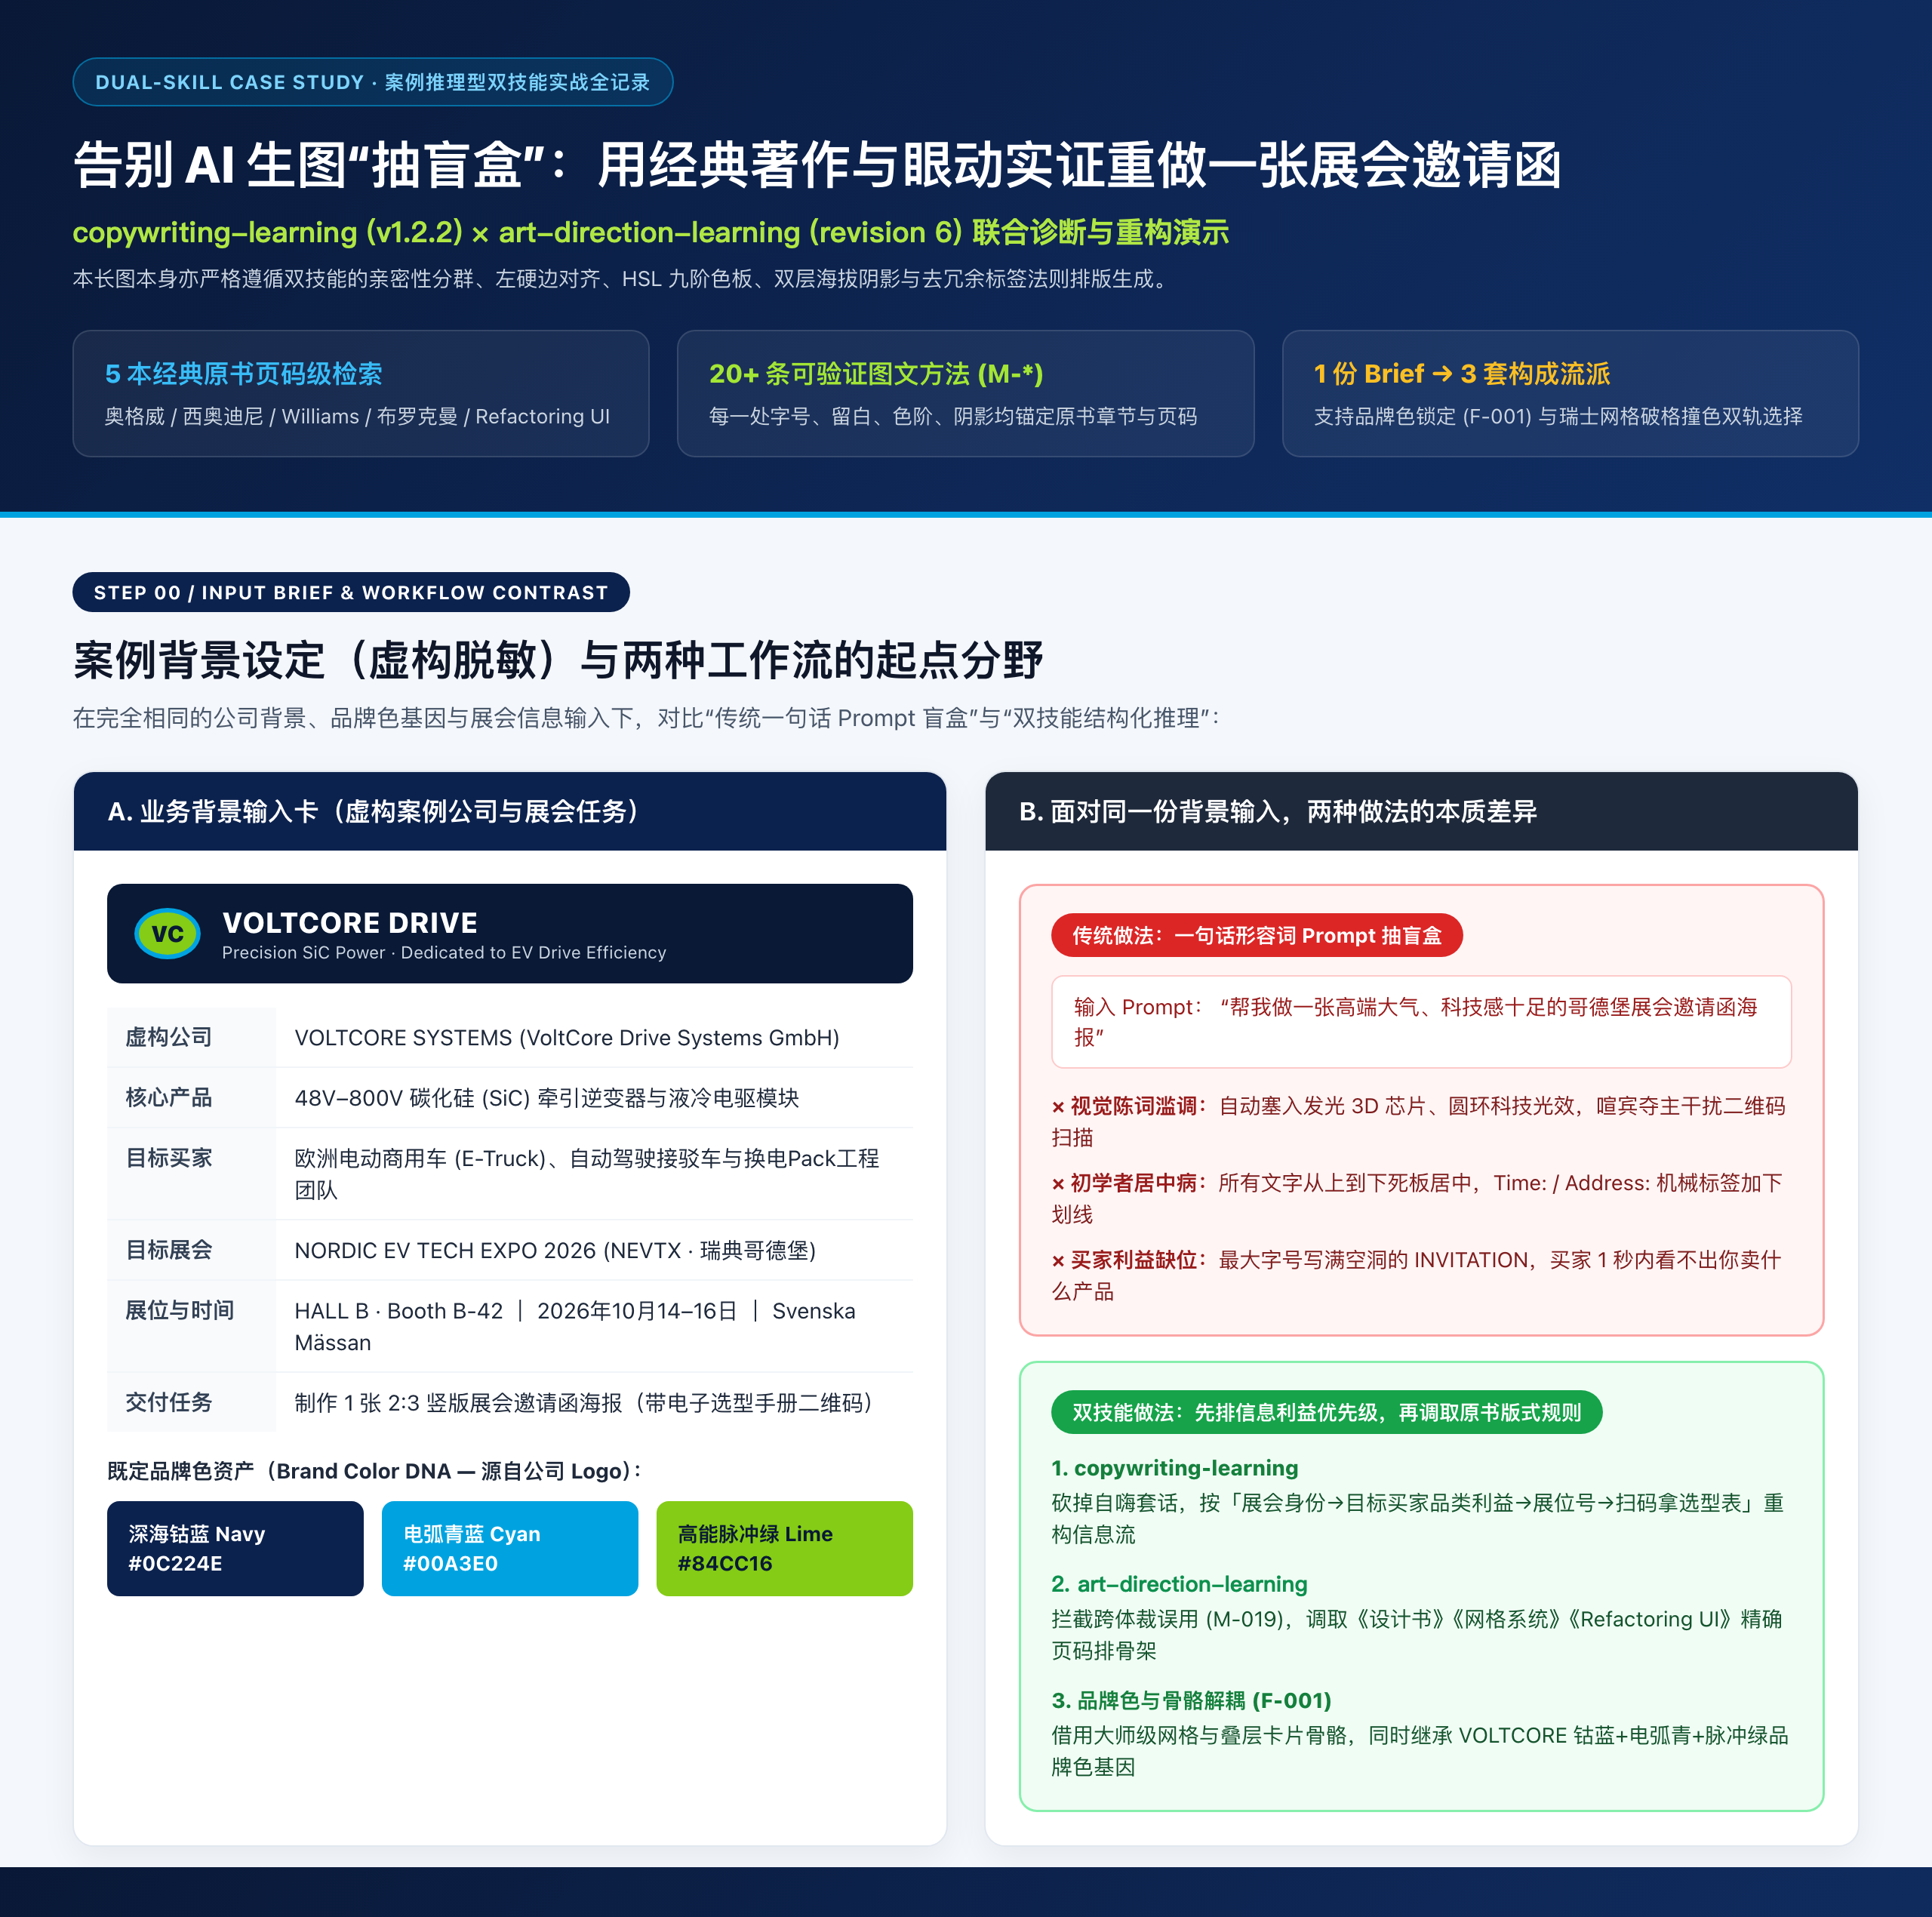 DUAL-SKILL CASE STUDY · 案例推理型双技能实战全记录
告别 AI 生图“抽盲盒”：用经典著作与眼动实证重做一张展会邀请函
copywriting–learning (v1.2.2) × art–direction–learning (revision 6) 联合诊断与重构演示
本长图本身亦严格遵循双技能的亲密性分群、左硬边对齐、HSL 九阶色板、双层海拔阴影与去冗余标签法则排版生成。
5 本经典原书页码级检索
奥格威 / 西奥迪尼 / Williams / 布罗克曼 / Refactoring UI
20+ 条可验证图文方法 (M-*)
每一处字号、留白、色阶、阴影均锚定原书章节与页码
1 份 Brief → 3 套构成流派
支持品牌色锁定 (F-001) 与瑞士网格破格撞色双轨选择
STEP 00 / INPUT BRIEF & WORKFLOW CONTRAST
案例背景设定（虚构脱敏）与两种工作流的起点分野
在完全相同的公司背景、品牌色基因与展会信息输入下，对比“传统一句话 Prompt 盲盒”与“双技能结构化推理”：
A. 业务背景输入卡（虚构案例公司与展会任务）
VC
VOLTCORE DRIVE
Precision SiC Power · Dedicated to EV Drive Efficiency
虚构公司
VOLTCORE SYSTEMS (VoltCore Drive Systems GmbH)
核心产品
48V–800V 碳化硅 (SiC) 牵引逆变器与液冷电驱模块
目标买家
欧洲电动商用车 (E-Truck)、自动驾驶接驳车与换电Pack工程
团队
目标展会
NORDIC EV TECH EXPO 2026 (NEVTX · 瑞典哥德堡)
展位与时间
HALL B · Booth B-42 ｜ 2026年10月14–16日 ｜ Svenska
Mässan
交付任务
制作 1 张 2:3 竖版展会邀请函海报（带电子选型手册二维码）
既定品牌色资产（Brand Color DNA — 源自公司 Logo）：
深海钴蓝 Navy
#0C224E
电弧青蓝 Cyan
#00A3E0
高能脉冲绿 Lime
#84CC16
B. 面对同一份背景输入，两种做法的本质差异
传统做法：一句话形容词 Prompt 抽盲盒
输入 Prompt： “帮我做一张高端大气、科技感十足的哥德堡展会邀请函海
报”
× 视觉陈词滥调：自动塞入发光 3D 芯片、圆环科技光效，喧宾夺主干扰二维码
扫描
× 初学者居中病：所有文字从上到下死板居中，Time: / Address: 机械标签加下
划线
× 买家利益缺位：最大字号写满空洞的 INVITATION，买家 1 秒内看不出你卖什
么产品
双技能做法：先排信息利益优先级，再调取原书版式规则
1. copywriting-learning
砍掉自嗨套话，按「展会身份→目标买家品类利益→展位号→扫码拿选型表」重
构信息流
2. art–direction–learning
拦截跨体裁误用 (M-019)，调取《设计书》《网格系统》《Refactoring UI》精确
页码排骨架
3. 品牌色与骨骼解耦 (F-001)
借用大师级网格与叠层卡片骨骼，同时继承 VOLTCORE 钴蓝+电弧青+脉冲绿品
牌色基因